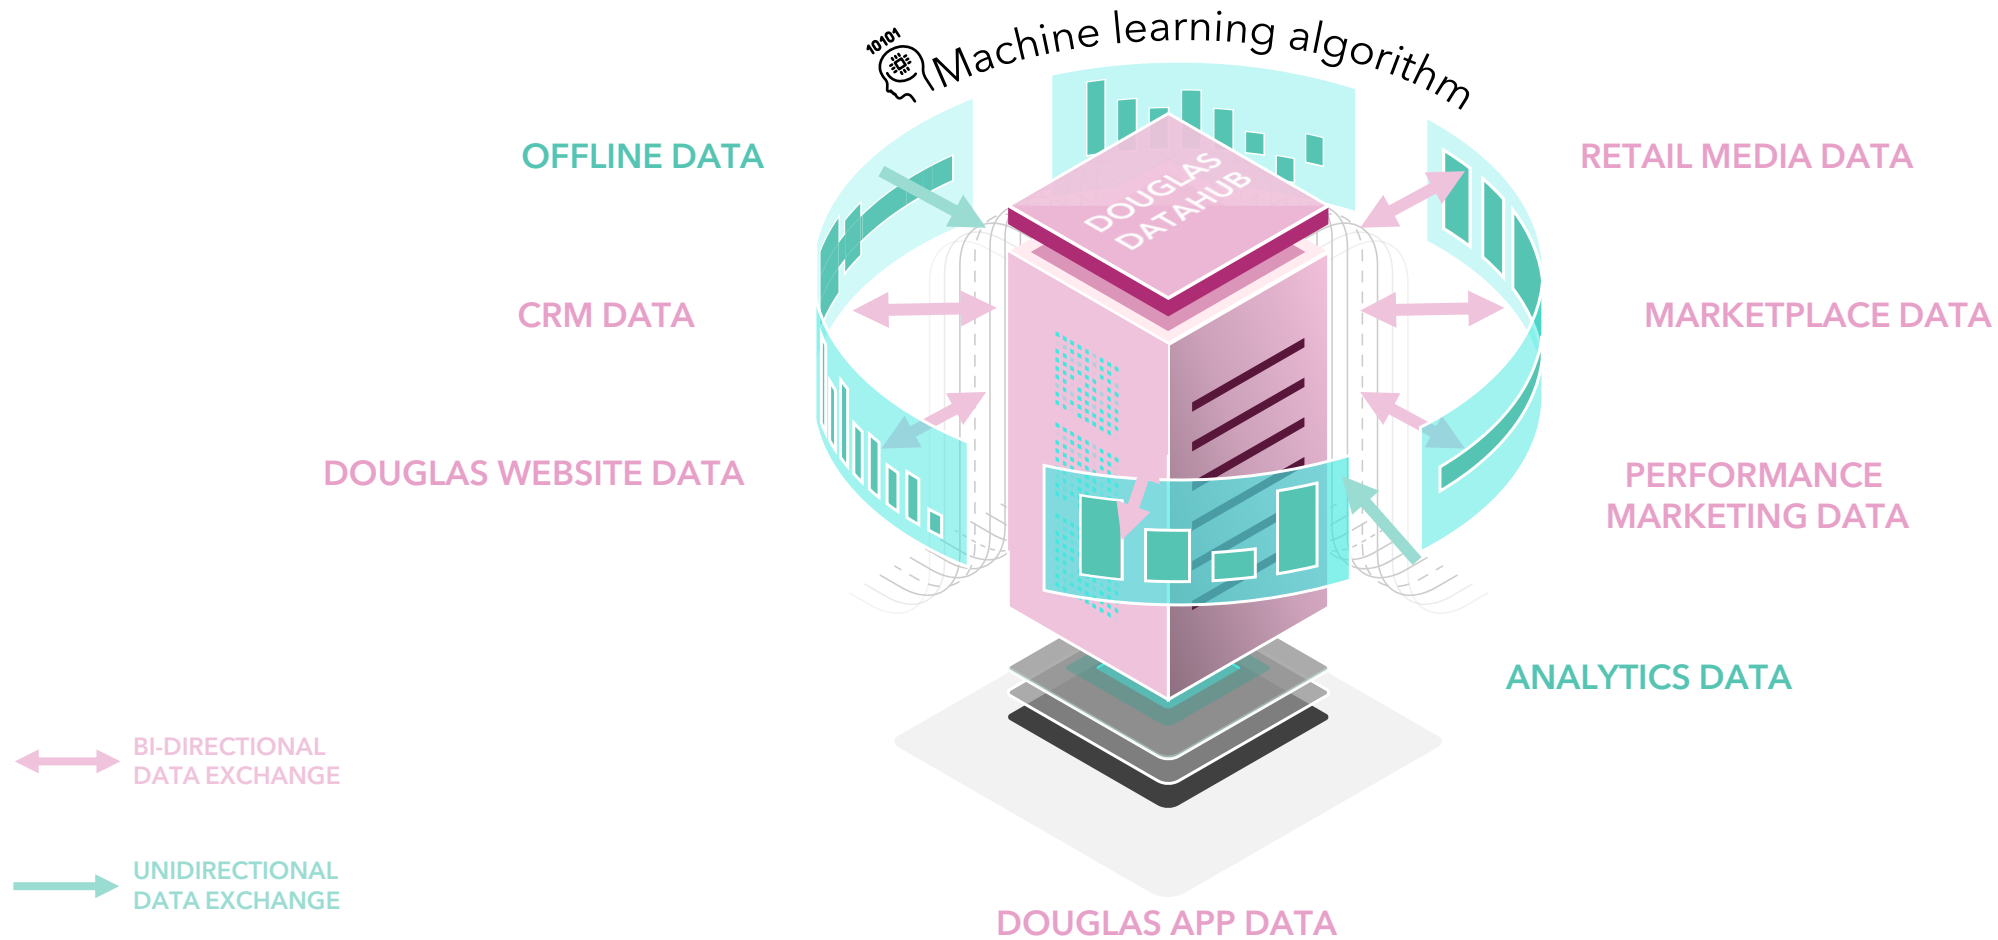 10101
Machine learning algorithm
OFFLINE DATA
RETAIL MEDIA DATA
DOUGLAS
DATAHUB
CRM DATA
MARKETPLACE DATA
DOUGLAS WEBSITE DATA
PERFORMANCE
MARKETING DATA
ANALYTICS DATA
BI-DIRECTIONAL
DATA EXCHANGE
UNIDIRECTIONAL
DATA EXCHANGE
DOUGLAS APP DATA